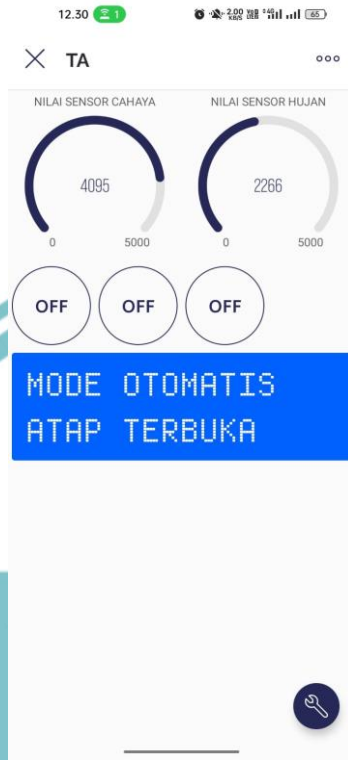 12.30 1 2.00 KB/S 65
TA
NILAI SENSOR CAHAYA NILAI SENSOR HUJAN
4095 2266
0 5000 0 5000
OFF OFF OFF
MODE OTOMATIS
ATAP TERBUKA